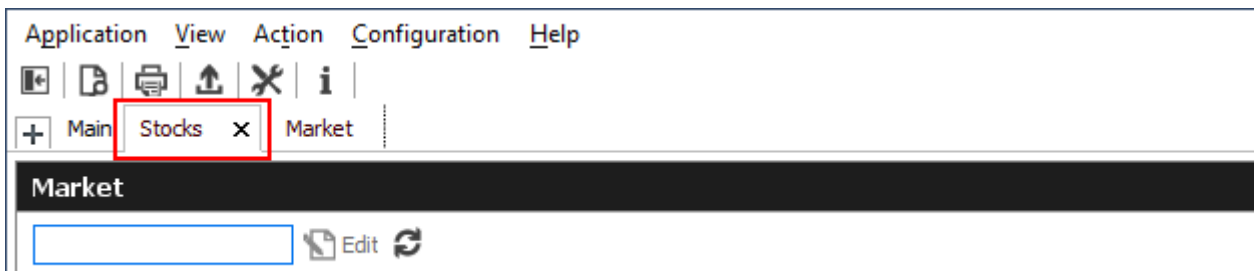 Application View Action Configuration Help
Main Stocks Market
Market
Edit